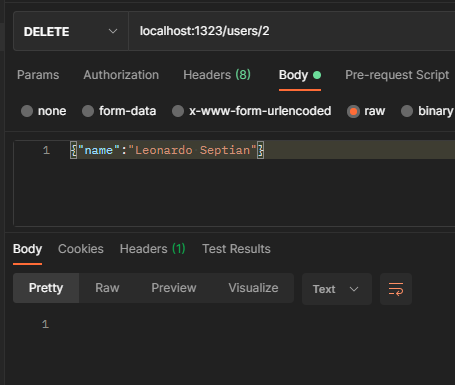 DELETE localhost:1323/users/2
Params Authorization Headers (8) Body Pre-request Script
none form-data x-www-form-urlencoded raw binary
1 {"name":"Leonardo Septian"}
Body Cookies Headers (1) Test Results
Pretty Raw Preview Visualize Text
1